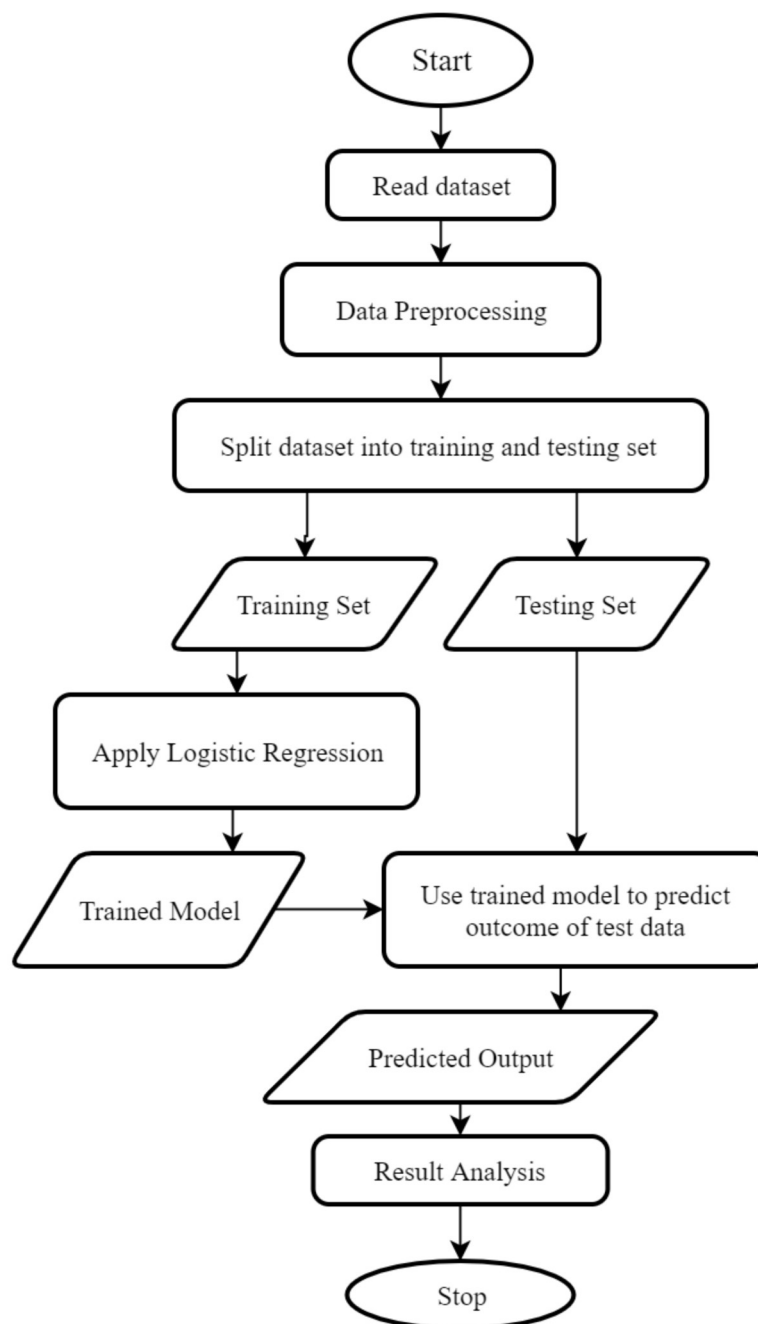 Start
Read dataset
Data Preprocessing
Split dataset into training and testing set
Training Set
Testing Set
Apply Logistic Regression
Trained Model
Use trained model to predict
outcome of test data
Predicted Output
Result Analysis
Stop